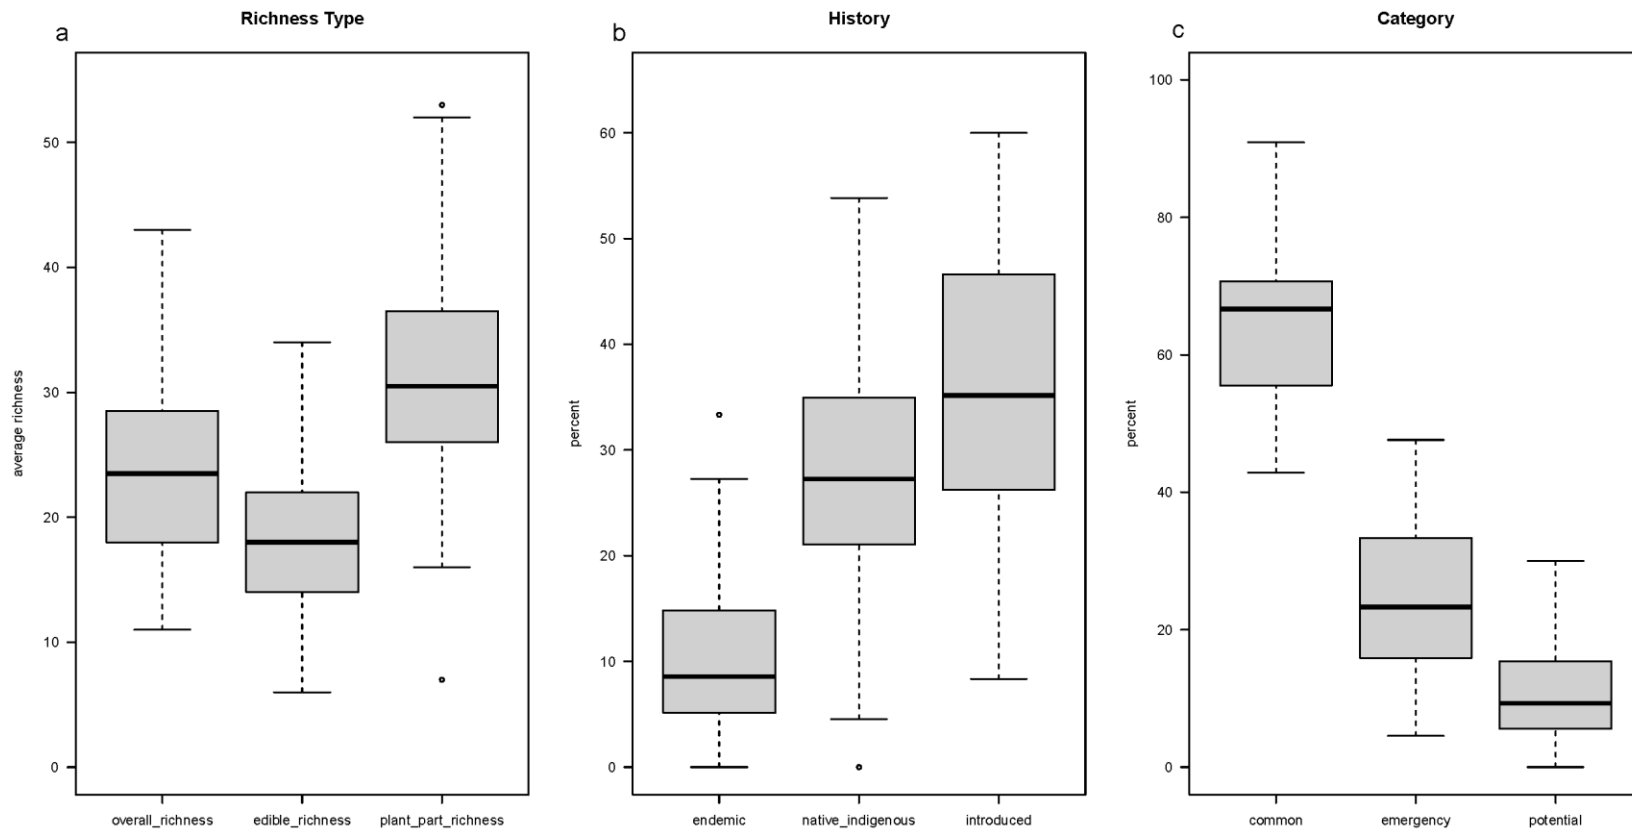 a
Richness Type
average richness
50
40
30
20
10
0
overall_richness
edible_richness
plant_part_richness
b
History
percent
60
50
40
30
20
10
0
endemic
native_indigenous
introduced
c
Category
percent
100
80
60
40
20
0
common
emergency
potential